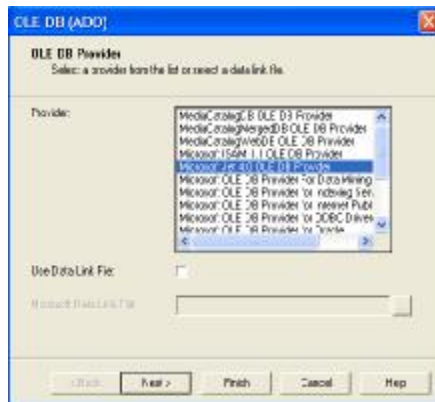 OLE DB (ADO)
OLE DB Provider
Select a provider from the list or select a data link file.
Provider:
MediaCatalogDB OLE DB Provider
MediaCatalogMergedDB OLE DB Provider
MediaCatalogWebDB OLE DB Provider
Microsoft ISAM 1.1 OLE DB Provider
Microsoft Jet 4.0 OLE DB Provider
Microsoft OLE DB Provider For Data Mining
Microsoft OLE DB Provider for Indexing Serv
Microsoft OLE DB Provider for Internet Publ
Microsoft OLE DB Provider for ODBC Driver
Microsoft OLE DB Provider for Oracle
Use Data Link File:
Microsoft Data Link File:
< Back
Next >
Finish
Cancel
Help